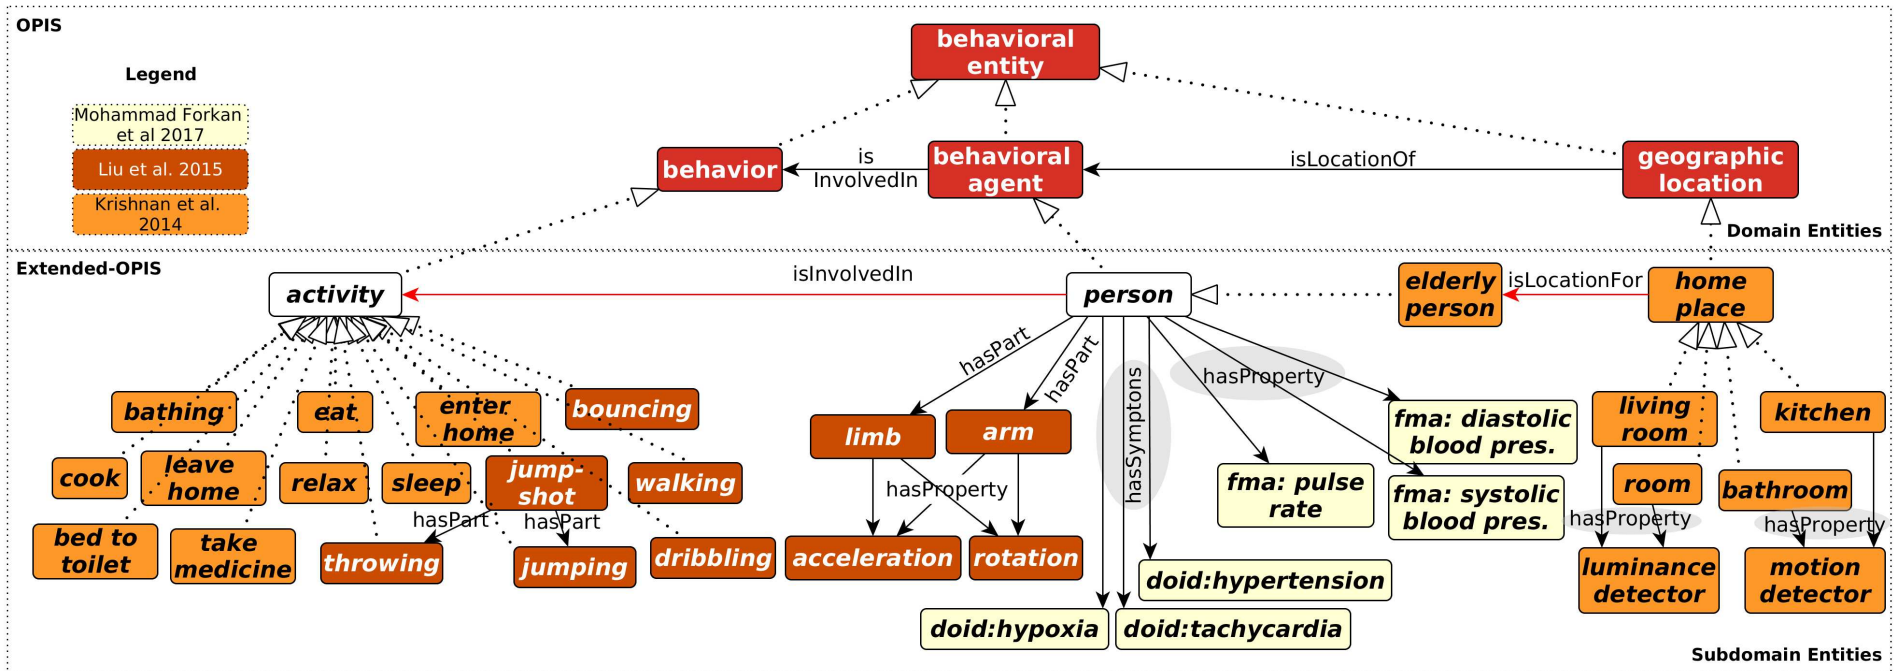 OPIS
Legend
Mohammad Forkan
et al 2017
Liu et al. 2015
Krishnan et al.
2014
behavioral
entity
behavior
is
InvolvedIn
behavioral
agent
isLocationOf
geographic
location
Domain Entities
Extended-OPIS
activity
isInvolvedIn
person
elderly
person
isLocationFor
home
place
bathing
eat
enter
home
bouncing
cook
leave
home
relax
sleep
jump-
shot
walking
hasPart
hasPart
bed to
toilet
take
medicine
throwing
jumping
dribbling
hasPart
hasPart
limb
arm
hasProperty
acceleration
rotation
hasSymptons
hasProperty
fma: diastolic
blood pres.
fma: pulse
rate
fma: systolic
blood pres.
doid:hypertension
doid:hypoxia
doid:tachycardia
living
room
kitchen
room
bathroom
hasProperty
hasProperty
luminance
detector
motion
detector
Subdomain Entities